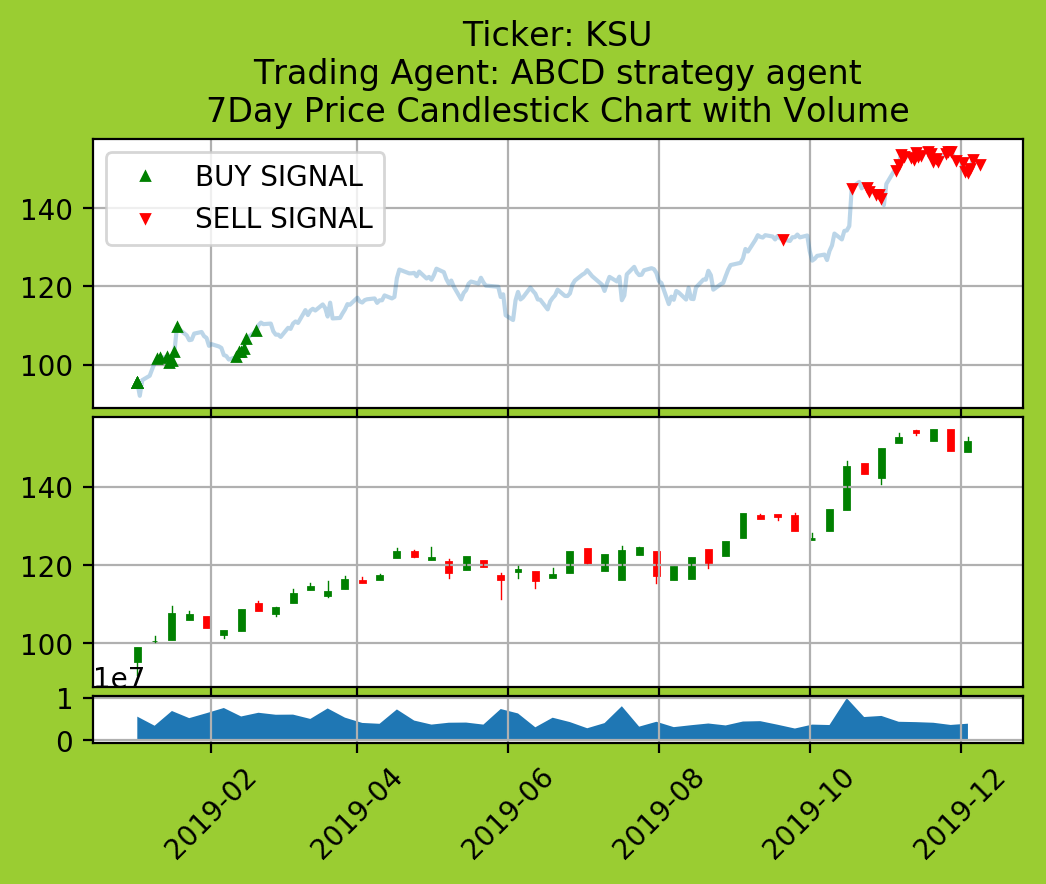 Ticker: KSU
Trading Agent: ABCD strategy agent
7Day Price Candlestick Chart with Volume
BUY SIGNAL
SELL SIGNAL
140
120
100
140
120
100
1e7
1
0
2019-02
2019-04
2019-06
2019-08
2019-10
2019-12